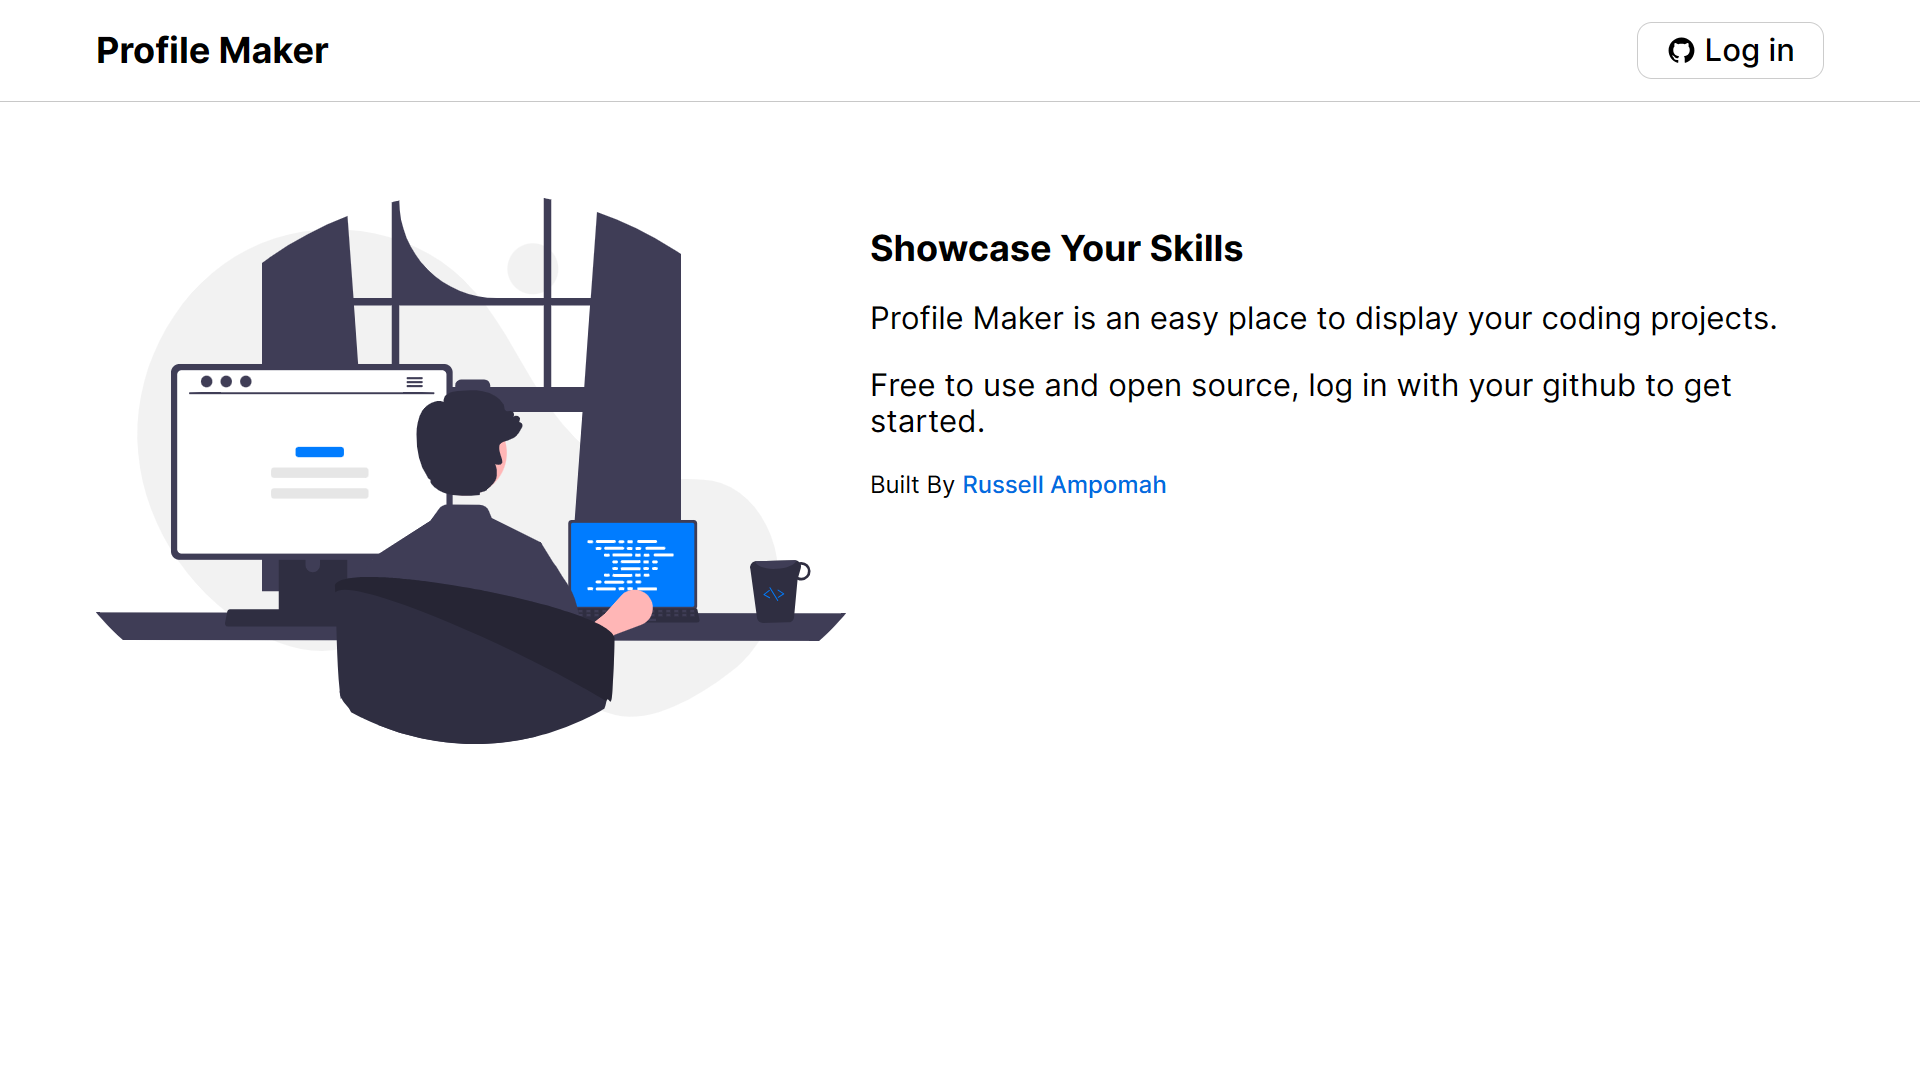 Profile Maker
Log in
Showcase Your Skills
Profile Maker is an easy place to display your coding projects.
Free to use and open source, log in with your github to get
started.
Built By Russell Ampomah
<\>